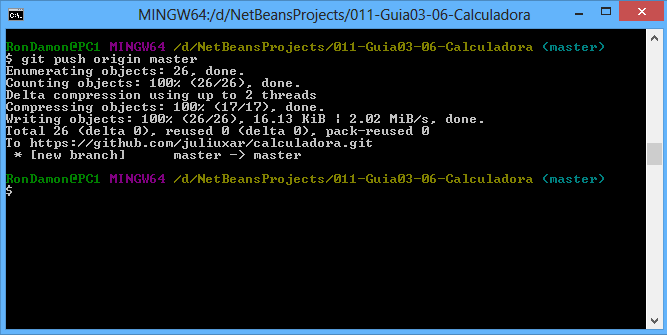 MINGW64:/d/NetBeansProjects/011-Guia03-06-Calculadora
RonDamon@PC1 MINGW64 /d/NetBeansProjects/011-Guia03-06-Calculadora (master)
$ git push origin master
Enumerating objects: 26, done.
Counting objects: 100% (26/26), done.
Delta compression using up to 2 threads
Compressing objects: 100% (17/17), done.
Writing objects: 100% (26/26), 16.13 KiB ¦ 2.02 MiB/s, done.
Total 26 (delta 0), reused 0 (delta 0), pack-reused 0
To https://github.com/juliuxar/calculadora.git
 * [new branch]      master -> master
RonDamon@PC1 MINGW64 /d/NetBeansProjects/011-Guia03-06-Calculadora (master)
$